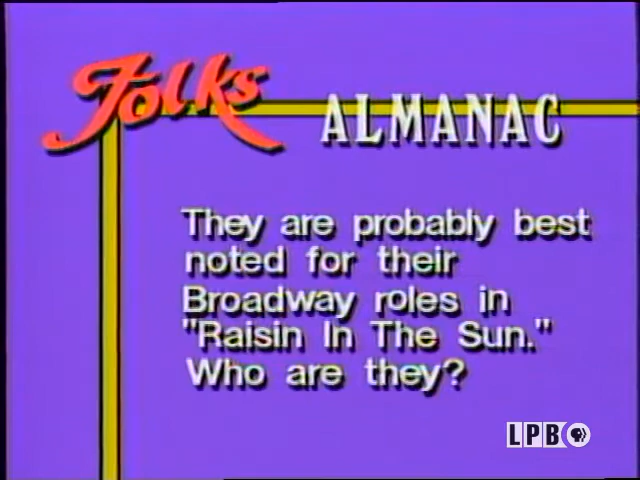 Folks
ALMANAC
They are probably best
noted for their
Broadway roles in
"Raisin In The Sun."
Who are they?
LPB